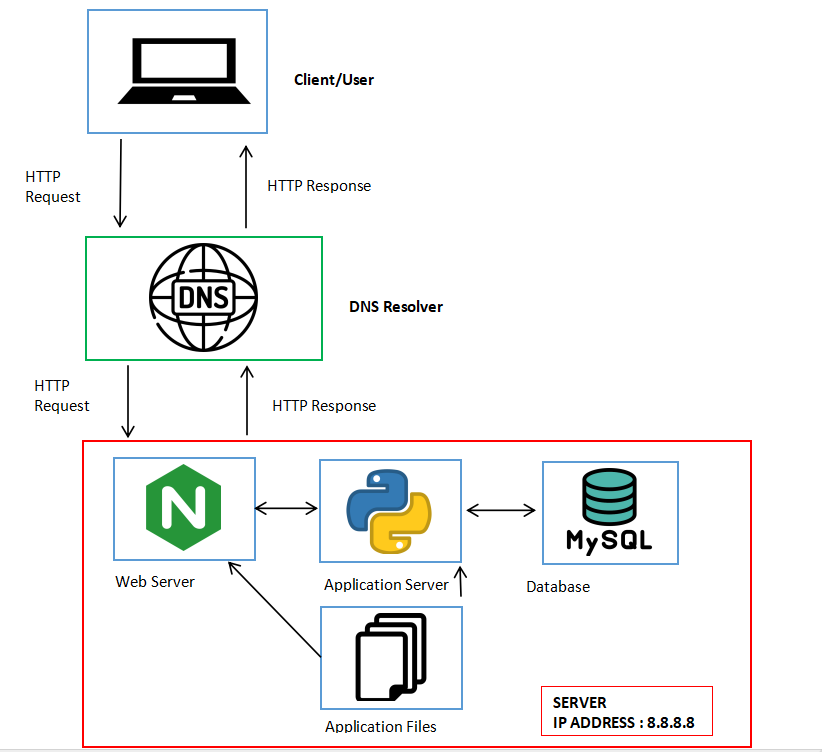 Client/User
HTTP
Request
HTTP Response
DNS
DNS Resolver
HTTP
Request
HTTP Response
N
MySQL
Web Server
Application Server
Database
Application Files
SERVER
IP ADDRESS : 8.8.8.8